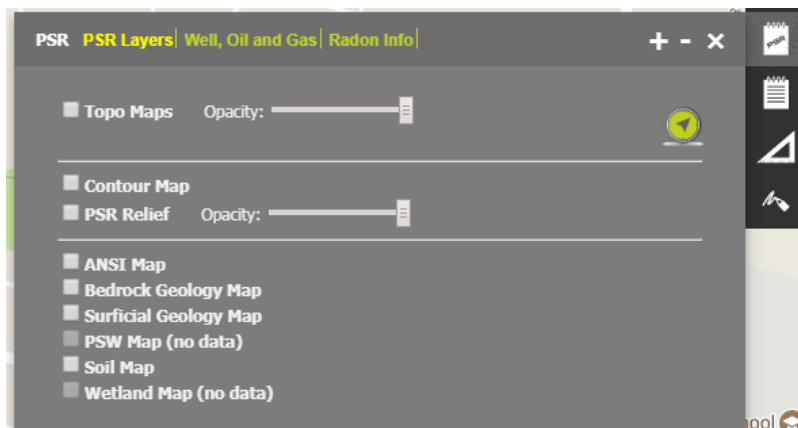 PSR PSR Layers| Well, Oil and Gas| Radon Info| + - ×
PSR
Topo Maps Opacity:
Contour Map
PSR Relief Opacity:
ANSI Map
Bedrock Geology Map
Surficial Geology Map
PSW Map (no data)
Soil Map
Wetland Map (no data)